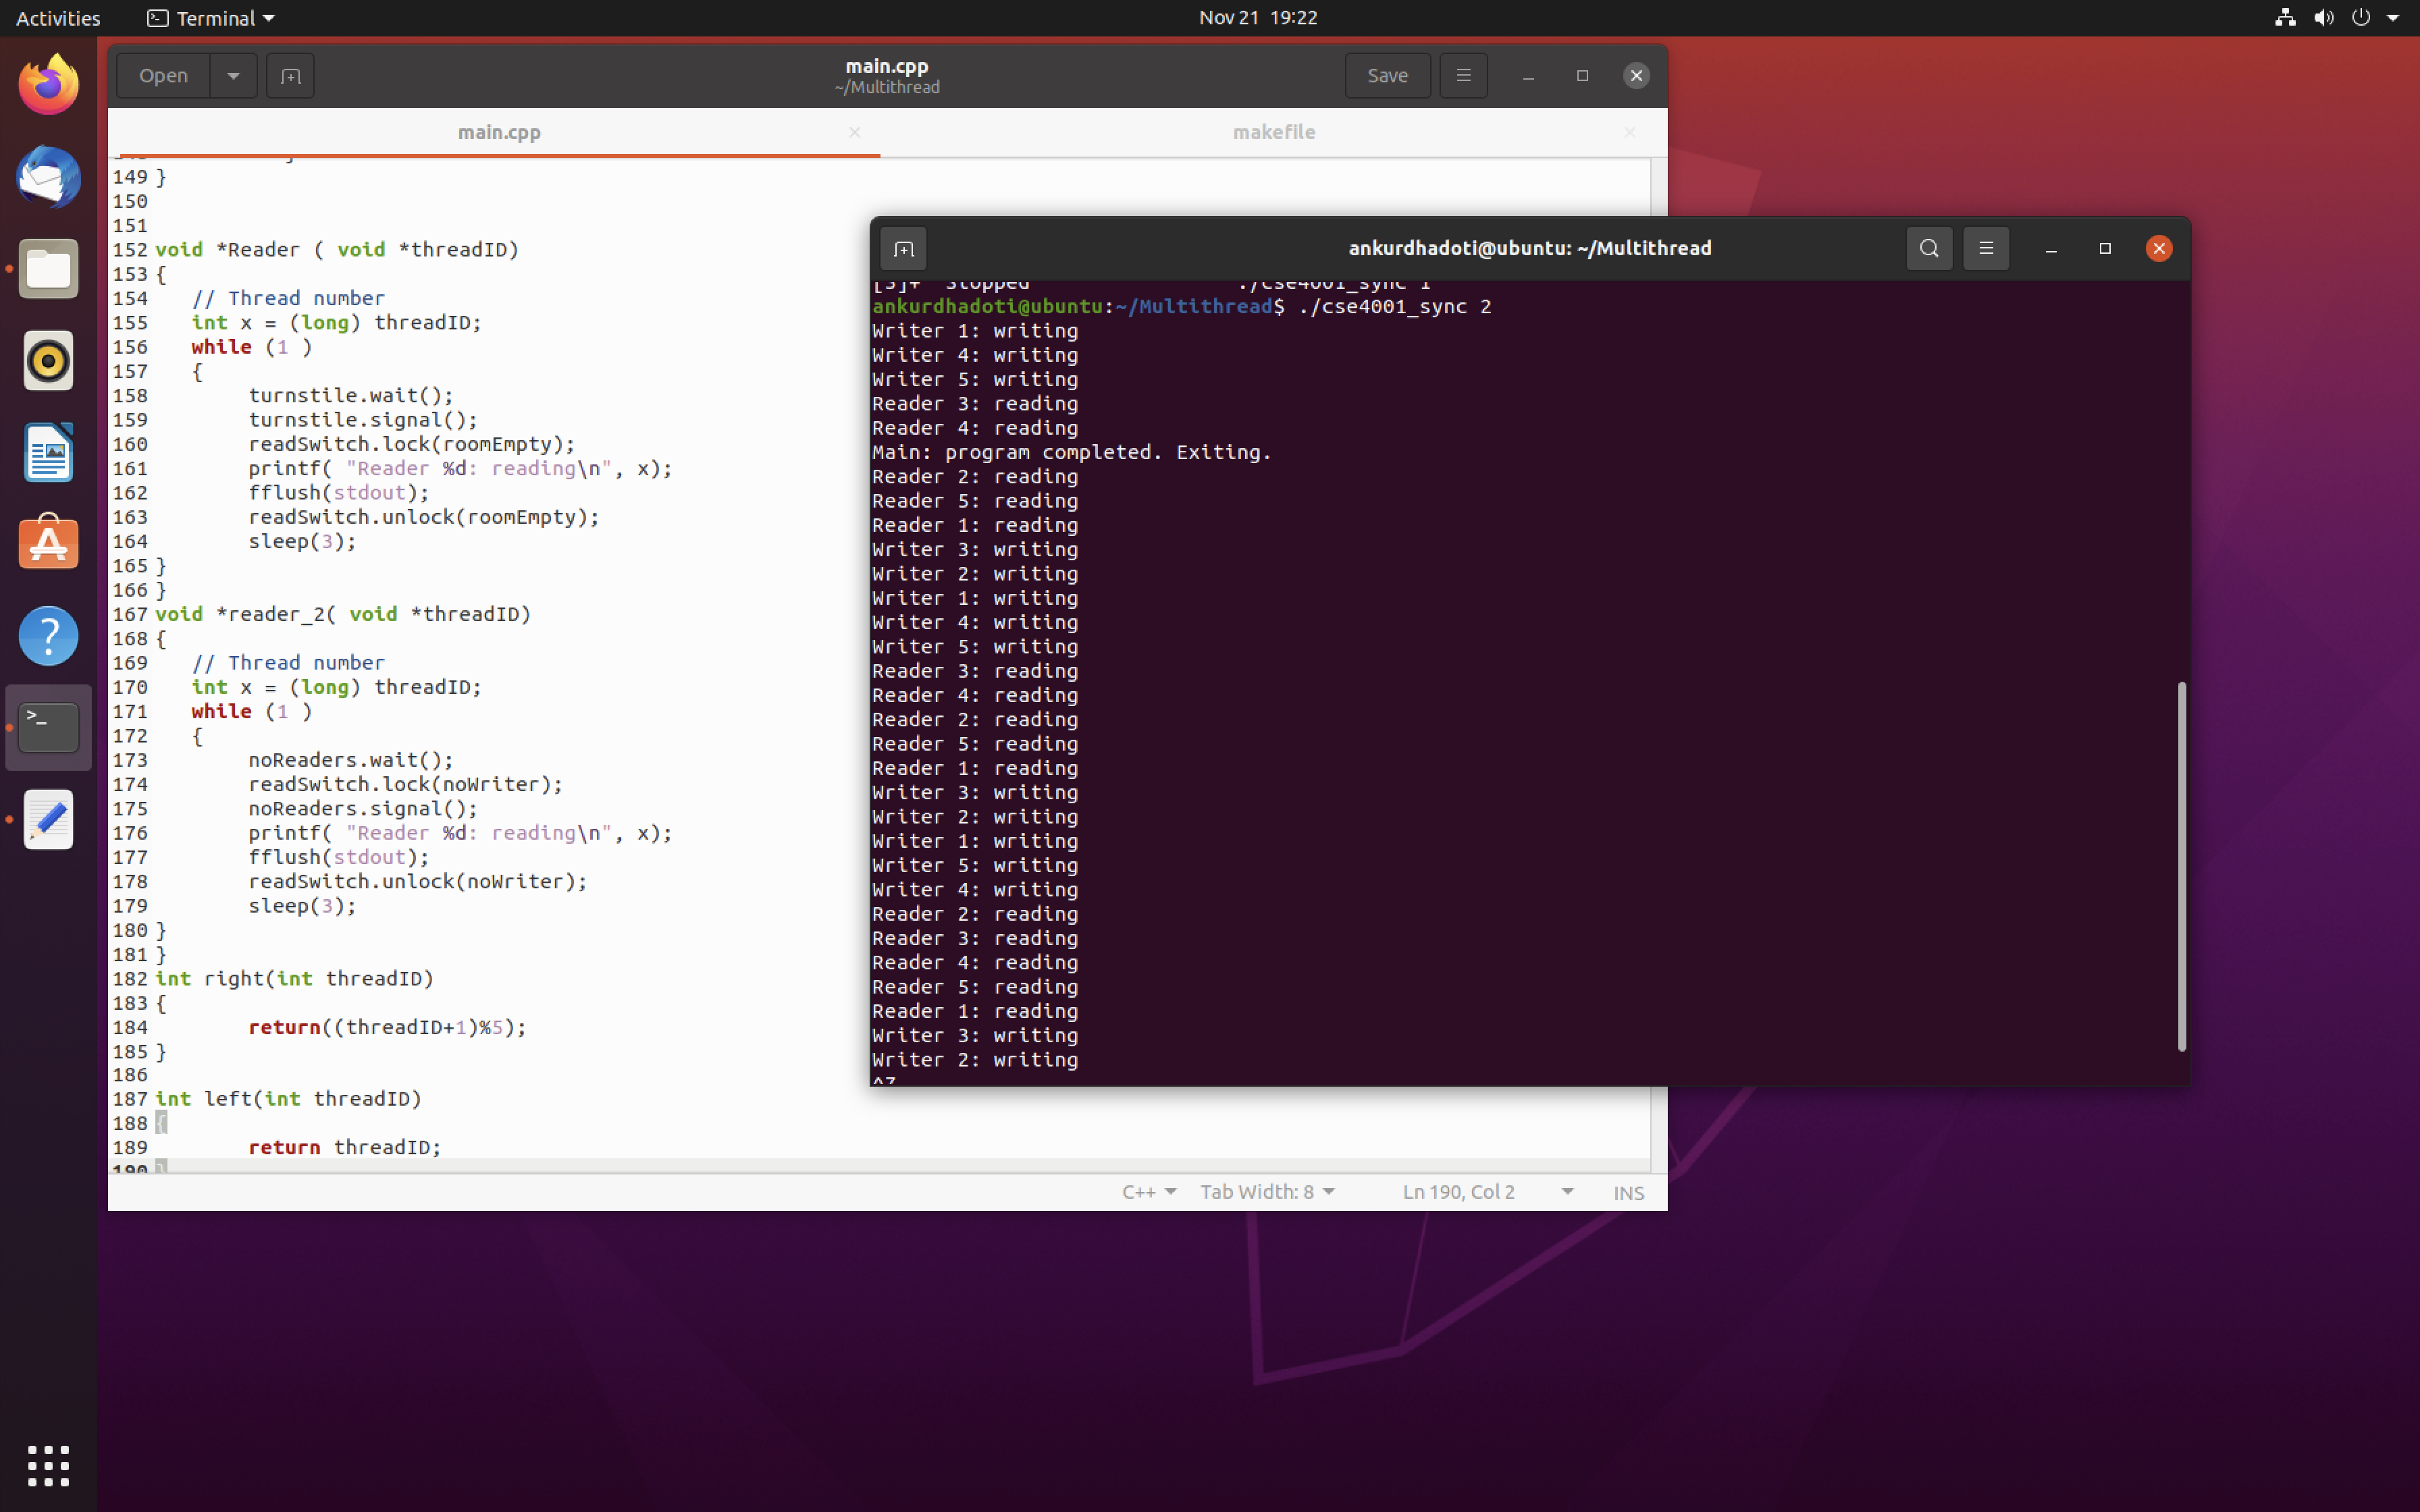 Activities
Terminal
Nov 21 19:22
Open
main.cpp
~/Multithread
Save
main.cpp
makefile
149 }
150
151
152 void *Reader ( void *threadID)
153 {
154    // Thread number
155    int x = (long) threadID;
156    while (1 )
157    {
158         turnstile.wait();
159         turnstile.signal();
160         readSwitch.lock(roomEmpty);
161         printf( "Reader %d: reading\n", x);
162         fflush(stdout);
163         readSwitch.unlock(roomEmpty);
164         sleep(3);
165 }
166 }
167 void *reader_2( void *threadID)
168 {
169    // Thread number
170    int x = (long) threadID;
171    while (1 )
172    {
173         noReaders.wait();
174         readSwitch.lock(noWriter);
175         noReaders.signal();
176         printf( "Reader %d: reading\n", x);
177         fflush(stdout);
178         readSwitch.unlock(noWriter);
179         sleep(3);
180 }
181 }
182 int right(int threadID)
183 {
184         return((threadID+1)%5);
185 }
186
187 int left(int threadID)
188 {
189         return threadID;
190 }
C++
Tab Width: 8
Ln 190, Col 2
INS
ankurdhadoti@ubuntu: ~/Multithread
[3]+  Stopped                 ./cse4001_sync 1
ankurdhadoti@ubuntu:~/Multithread$ ./cse4001_sync 2
Writer 1: writing
Writer 4: writing
Writer 5: writing
Reader 3: reading
Reader 4: reading
Main: program completed. Exiting.
Reader 2: reading
Reader 5: reading
Reader 1: reading
Writer 3: writing
Writer 2: writing
Writer 1: writing
Writer 4: writing
Writer 5: writing
Reader 3: reading
Reader 4: reading
Reader 2: reading
Reader 5: reading
Reader 1: reading
Writer 3: writing
Writer 2: writing
Writer 1: writing
Writer 5: writing
Writer 4: writing
Reader 2: reading
Reader 3: reading
Reader 4: reading
Reader 5: reading
Reader 1: reading
Writer 3: writing
Writer 2: writing
^Z